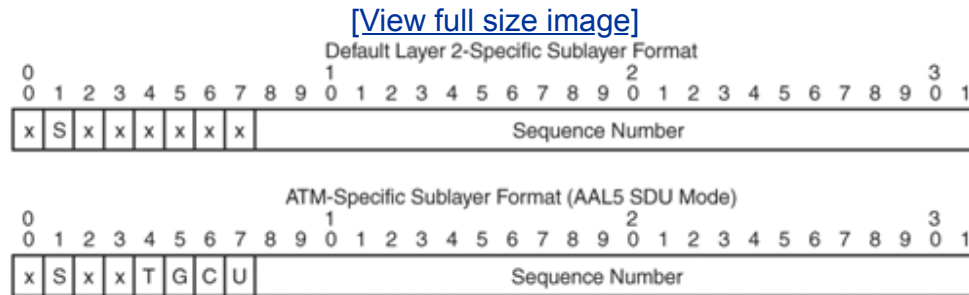 [View full size image]
Default Layer 2-Specific Sublayer Format
0 1 2 3
0 1 2 3 4 5 6 7 8 9 0 1 2 3 4 5 6 7 8 9 0 1 2 3 4 5 6 7 8 9 0 1
x S x x x x x x Sequence Number
ATM-Specific Sublayer Format (AAL5 SDU Mode)
0 1 2 3
0 1 2 3 4 5 6 7 8 9 0 1 2 3 4 5 6 7 8 9 0 1 2 3 4 5 6 7 8 9 0 1
x S x x T G C U Sequence Number